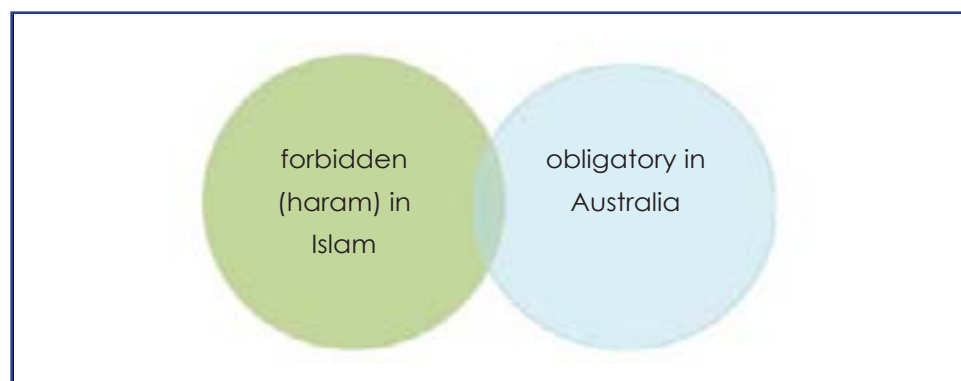 forbidden
(haram) in
Islam
obligatory in
Australia